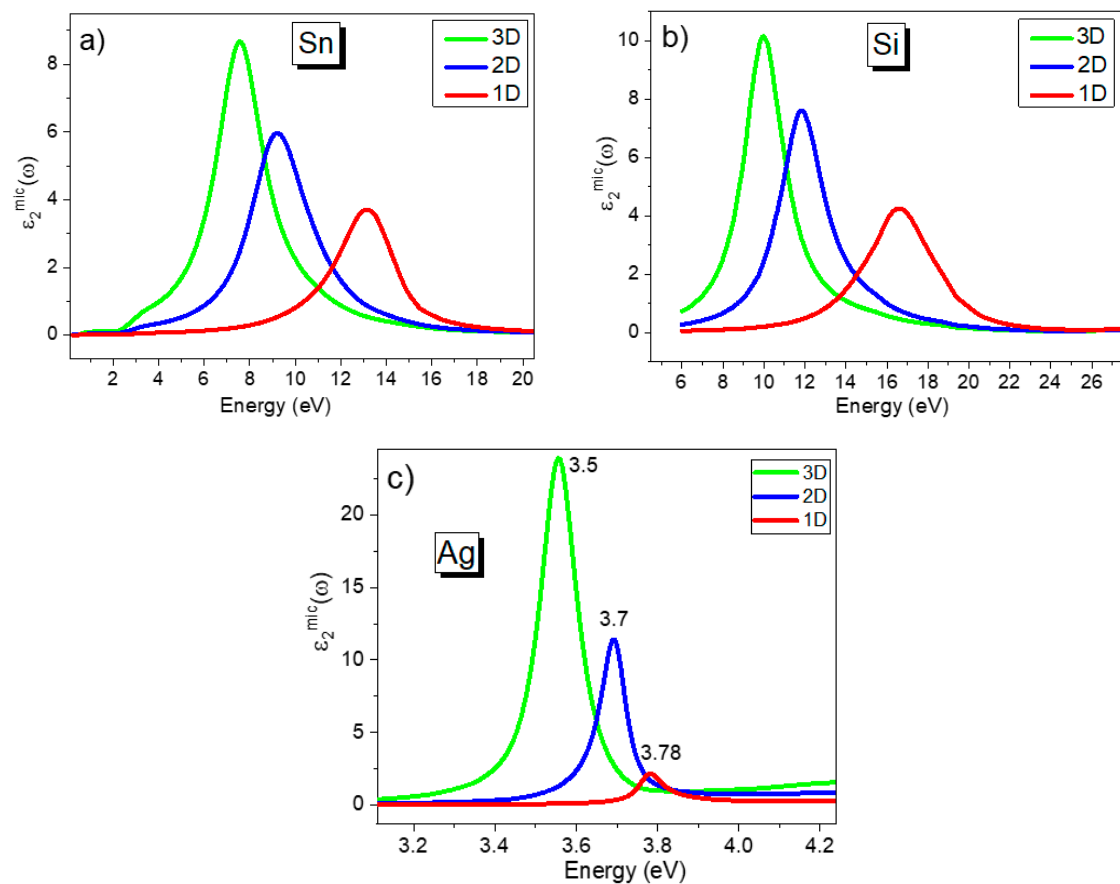 a)
Sn
3D
2D
1D
8
6
4
2
0
ε₂ᵐⁱᶜ(ω)
2 4 6 8 10 12 14 16 18 20
Energy (eV)
b)
Si
3D
2D
1D
10
8
6
4
2
0
ε₂ᵐⁱᶜ(ω)
6 8 10 12 14 16 18 20 22 24 26
Energy (eV)
c)
Ag
3D
2D
1D
3.5
3.7
3.78
20
15
10
5
0
ε₂ᵐⁱᶜ(ω)
3.2 3.4 3.6 3.8 4.0 4.2
Energy (eV)